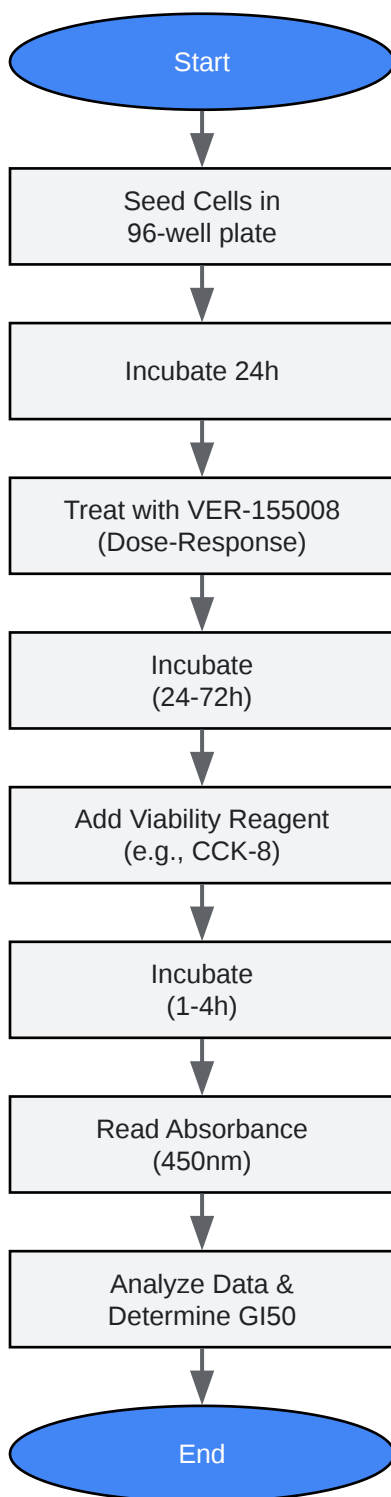 Start
Seed Cells in
96-well plate
Incubate 24h
Treat with VER-155008
(Dose-Response)
Incubate
(24-72h)
Add Viability Reagent
(e.g., CCK-8)
Incubate
(1-4h)
Read Absorbance
(450nm)
Analyze Data &
Determine GI50
End